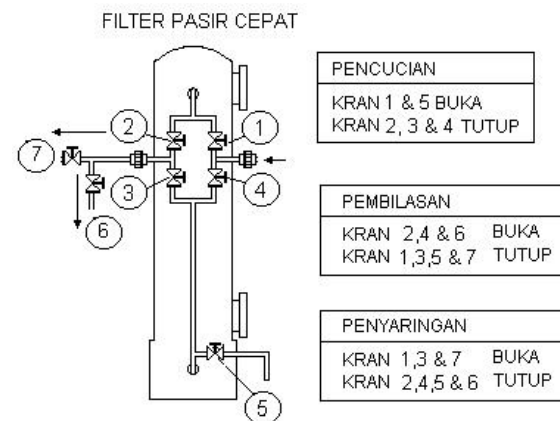 FILTER PASIR CEPAT
2
1
7
3
4
6
5
PENCUCIAN
KRAN 1 & 5 BUKA
KRAN 2, 3 & 4 TUTUP
PEMBILASAN
KRAN 2,4 & 6 BUKA
KRAN 1,3,5 & 7 TUTUP
PENYARINGAN
KRAN 1,3 & 7 BUKA
KRAN 2,4,5 & 6 TUTUP